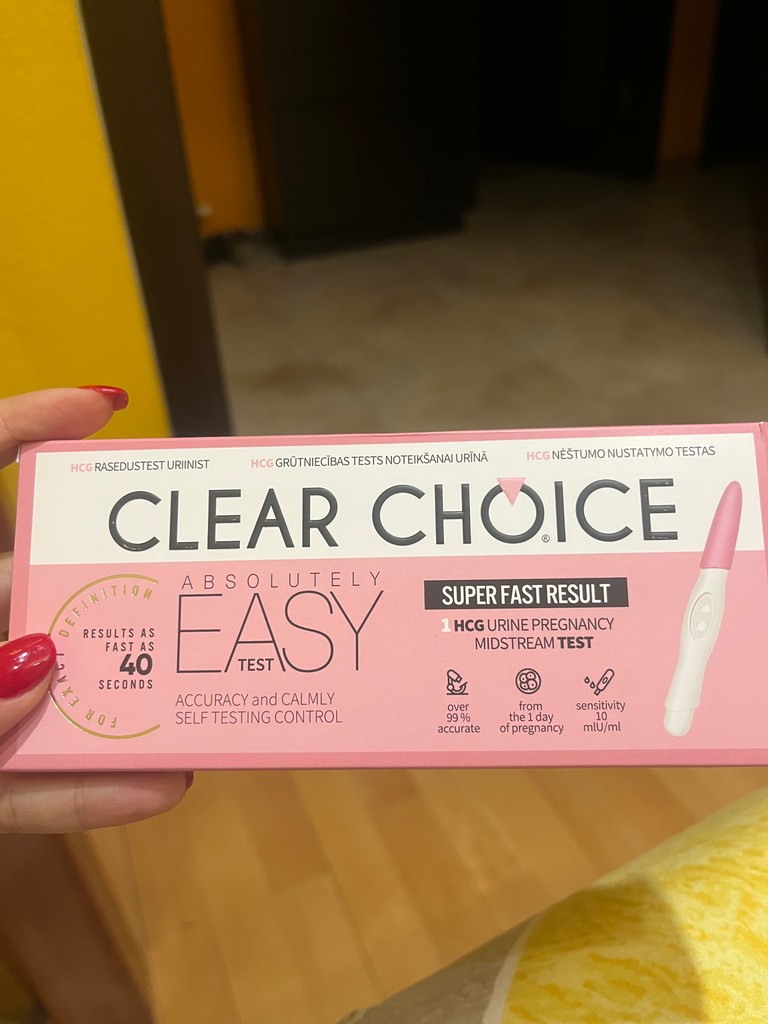 HCG RASEDUSTEST URIINIST
HCG GRŪTNIECĪBAS TESTS NOTEIKŠANAI URĪNĀ
HCG NĖŠTUMO NUSTATYMO TESTAS
CLEAR CHOICE®
FOR EXACT DEFINITION
RESULTS AS
FAST AS
40
SECONDS
ABSOLUTELY
EASY
TEST
ACCURACY and CALMLY
SELF TESTING CONTROL
SUPER FAST RESULT
1 HCG URINE PREGNANCY
MIDSTREAM TEST
over
99 %
accurate
from
the 1 day
of pregnancy
sensitivity
10
mlU/ml